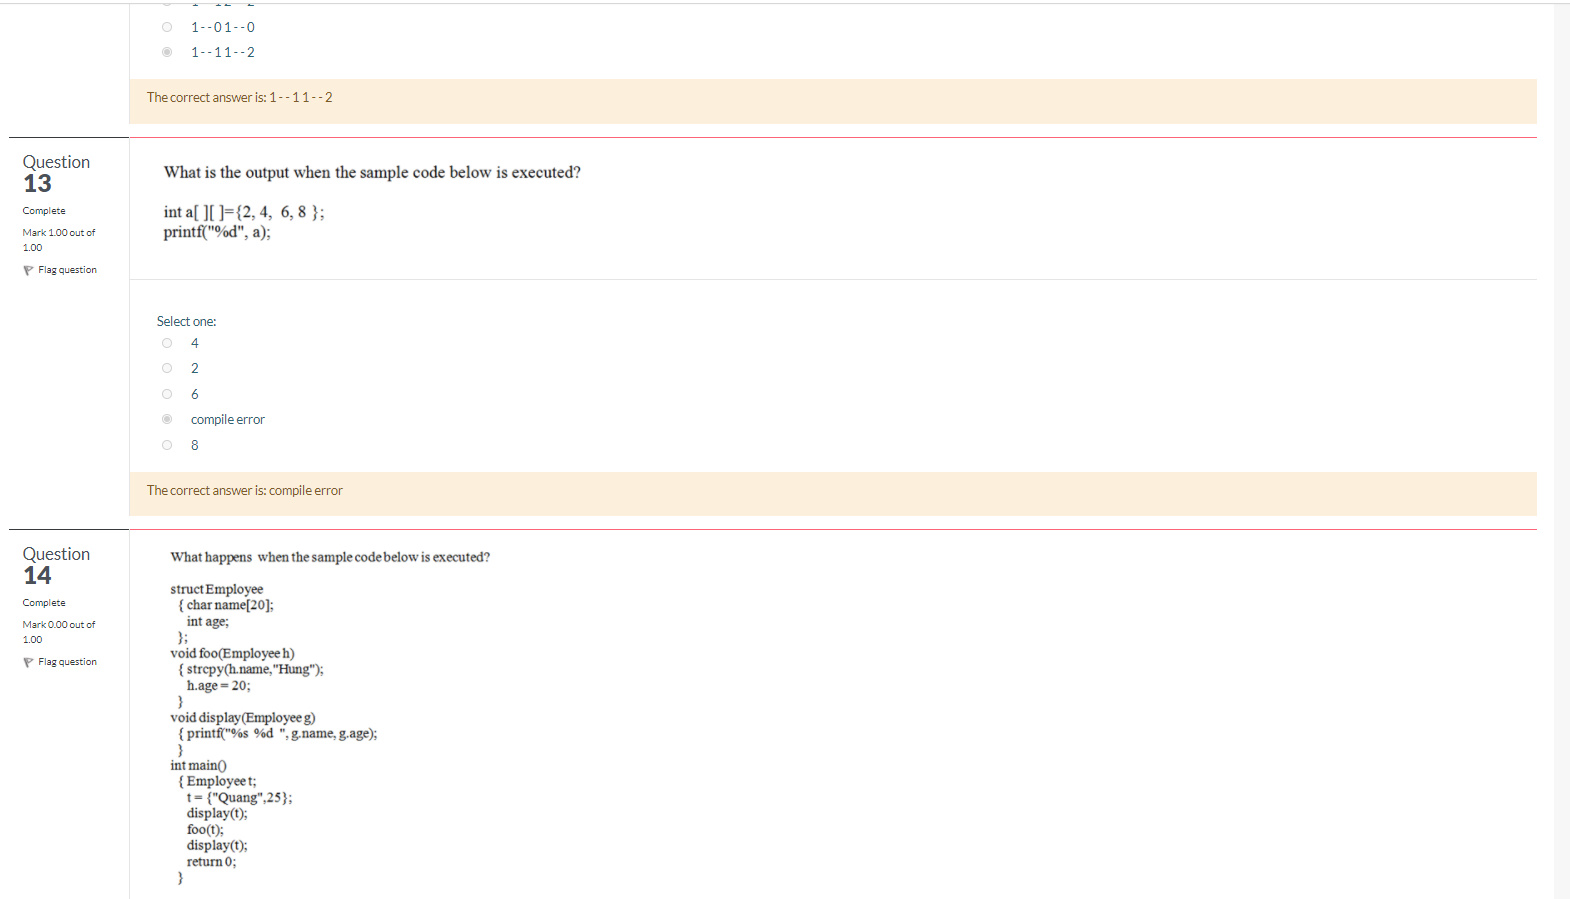 1--01--0
1--11--2
The correct answer is: 1--11--2
Question
13
Complete
Mark 1.00 out of
1.00
Flag question
What is the output when the sample code below is executed?
int a[ ][ ]={2, 4,  6, 8 };
printf("%d", a);
Select one:
4
2
6
compile error
8
The correct answer is: compile error
Question
14
Complete
Mark 0.00 out of
1.00
Flag question
What happens  when the sample code below is executed?
struct Employee
{ char name[20];
int age;
};
void foo(Employee h)
{ strcpy(h.name,"Hung");
h.age = 20;
}
void display(Employee g)
{ printf("%s  %d  ", g.name, g.age);
}
int main()
{ Employee t;
t = {"Quang",25};
display(t);
foo(t);
display(t);
return 0;
}